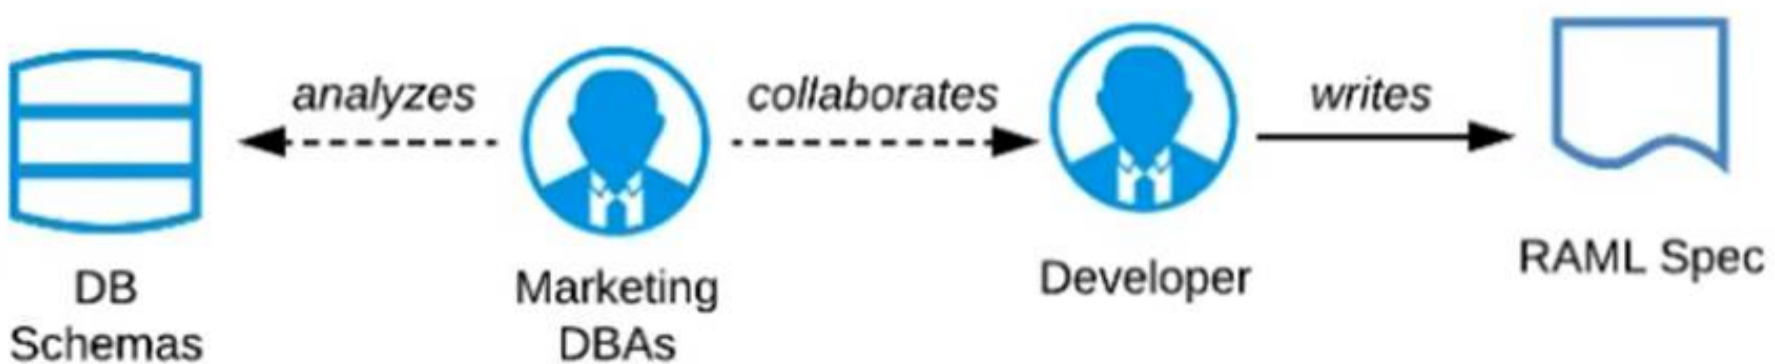 analyzes
collaborates
writes
DB
Schemas
Marketing
DBAs
Developer
RAML Spec